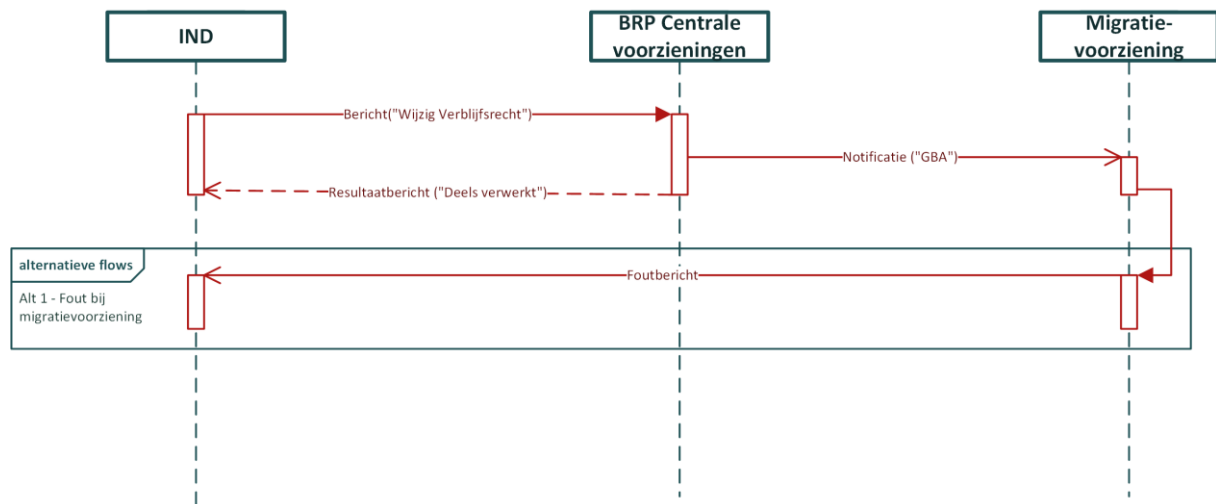 IND
BRP Centrale
voorzieningen
Migratie-
voorziening
Bericht("Wijzig Verblijfsrecht")
Notificatie ("GBA")
Resultaatbericht ("Deels verwerkt")
alternatieve flows
Foutbericht
Alt 1 - Fout bij
migratievoorziening